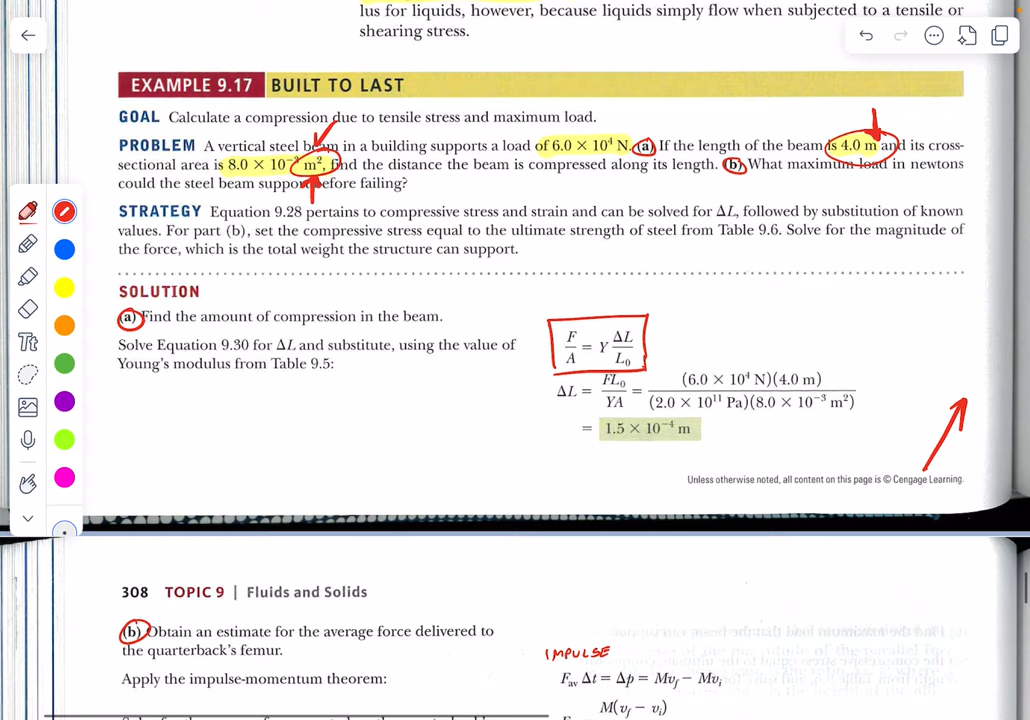 lus for liquids, however, because liquids simply flow when subjected to a tensile or
shearing stress.
EXAMPLE 9.17 BUILT TO LAST
GOAL Calculate a compression due to tensile stress and maximum load.
PROBLEM A vertical steel beam in a building supports a load of 6.0 × 10⁴ N. (a) If the length of the beam is 4.0 m and its cross-
sectional area is 8.0 × 10⁻³ m², find the distance the beam is compressed along its length. (b) What maximum load in newtons
could the steel beam support before failing?
STRATEGY Equation 9.28 pertains to compressive stress and strain and can be solved for ΔL, followed by substitution of known
values. For part (b), set the compressive stress equal to the ultimate strength of steel from Table 9.6. Solve for the magnitude of
the force, which is the total weight the structure can support.
SOLUTION
(a) Find the amount of compression in the beam.
Solve Equation 9.30 for ΔL and substitute, using the value of
Young's modulus from Table 9.5:
F/A = Y ΔL/L₀
ΔL = FL₀/YA = (6.0 × 10⁴ N)(4.0 m)/(2.0 × 10¹¹ Pa)(8.0 × 10⁻³ m²)
= 1.5 × 10⁻⁴ m
Unless otherwise noted, all content on this page is © Cengage Learning.
Tt
308 TOPIC 9 | Fluids and Solids
(b) Obtain an estimate for the average force delivered to
the quarterback's femur.
IMPULSE
Apply the impulse-momentum theorem:
F_av Δt = Δp = Mv_f − Mv_i
M(v_f − v_i)